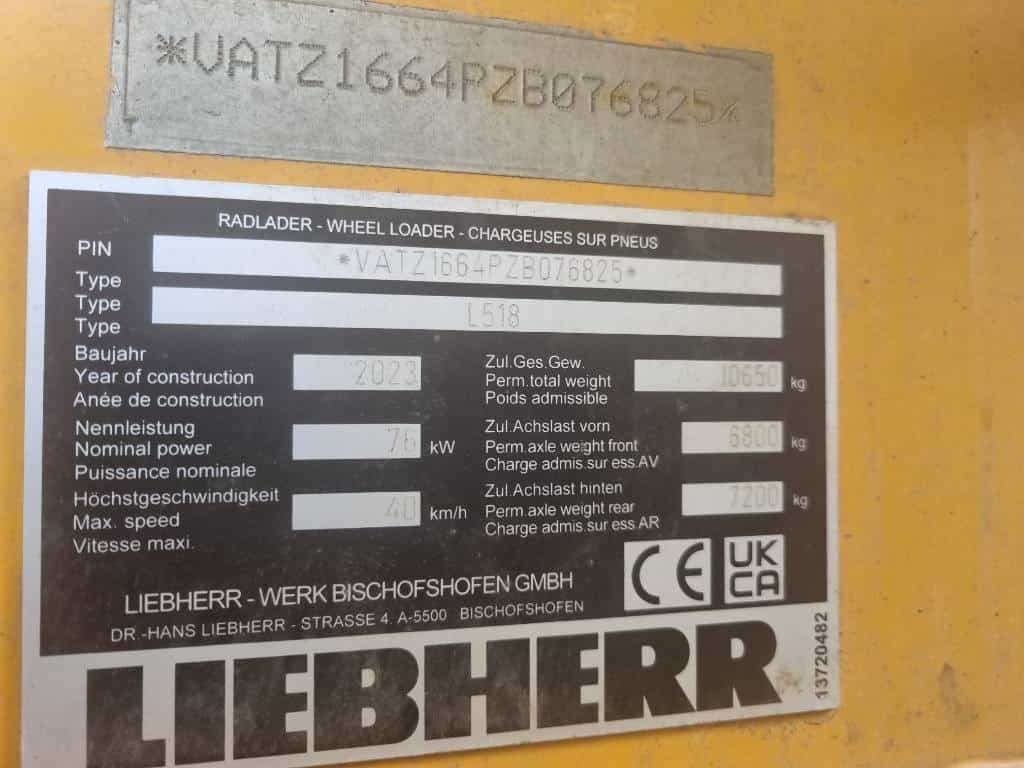 *VATZ1664PZB076825*
RADLADER - WHEEL LOADER - CHARGEUSES SUR PNEUS
PIN *VATZ1664PZB076825*
Type
Type L518
Type
Baujahr
Year of construction 2023
Anée de construction
Zul.Ges.Gew.
Perm.total weight 10650 kg
Poids admissible
Nennleistung
Nominal power 76 kW
Puissance nominale
Zul.Achslast vorn
Perm.axle weight front 6800 kg
Charge admis.sur ess.AV
Höchstgeschwindigkeit
Max. speed 40 km/h
Vitesse maxi.
Zul.Achslast hinten
Perm.axle weight rear 7200 kg
Charge admis.sur ess.AR
CE
UK
CA
LIEBHERR - WERK BISCHOFSHOFEN GMBH
DR.-HANS LIEBHERR - STRASSE 4. A-5500 BISCHOFSHOFEN
LIEBHERR
13720482